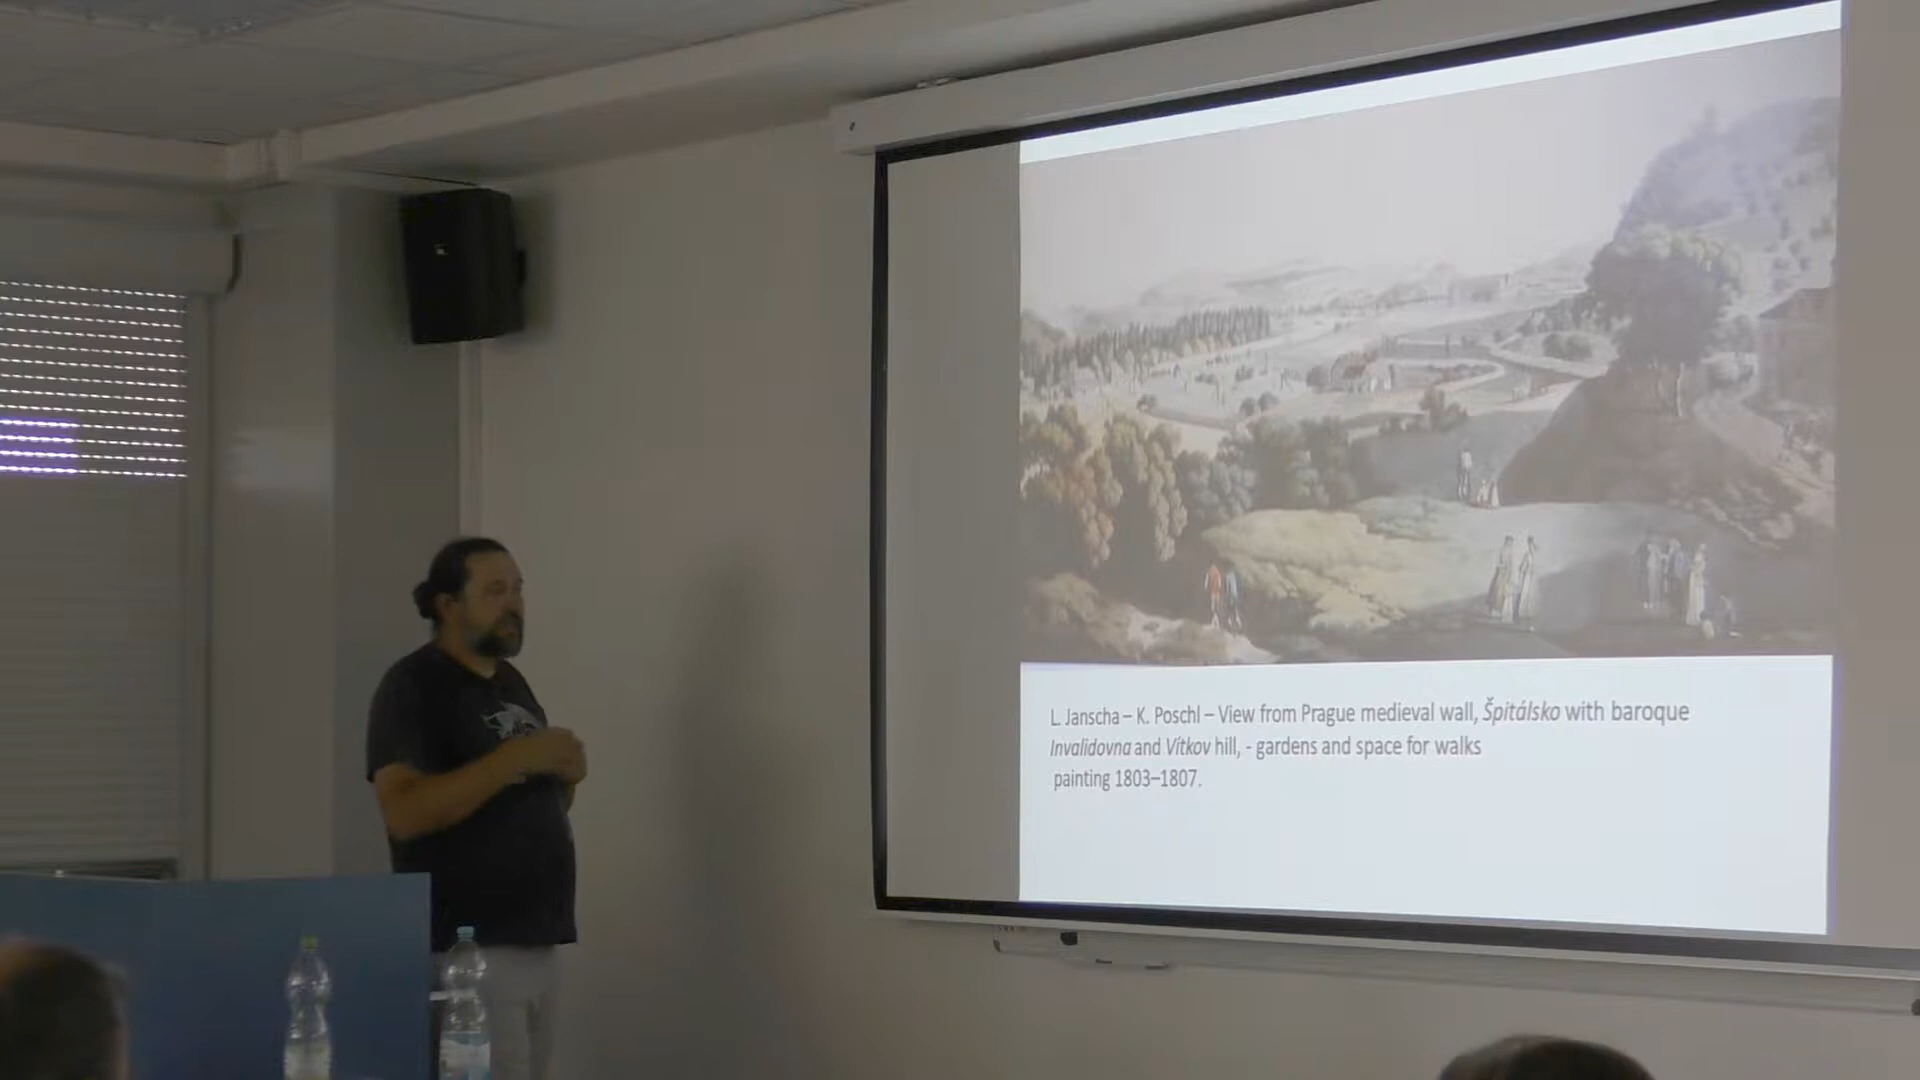 L. Janscha – K. Poschl – View from Prague medieval wall, Špitálsko with baroque
Invalidovna and Vítkov hill, - gardens and space for walks
painting 1803–1807.